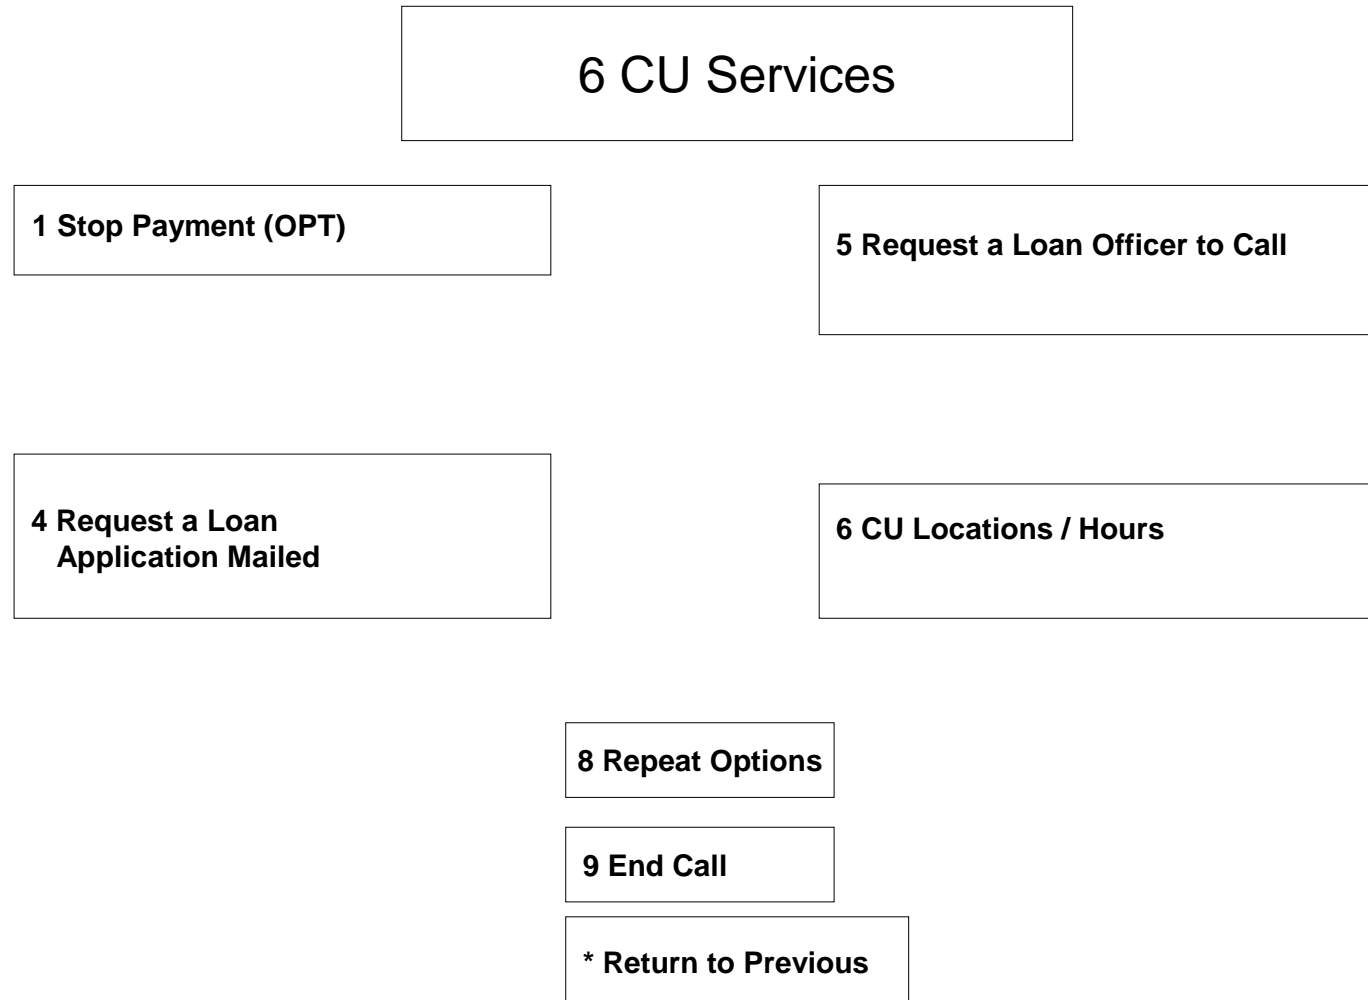 6 CU Services
1 Stop Payment (OPT)
5 Request a Loan Officer to Call
4 Request a Loan
Application Mailed
6 CU Locations / Hours
8 Repeat Options
9 End Call
* Return to Previous